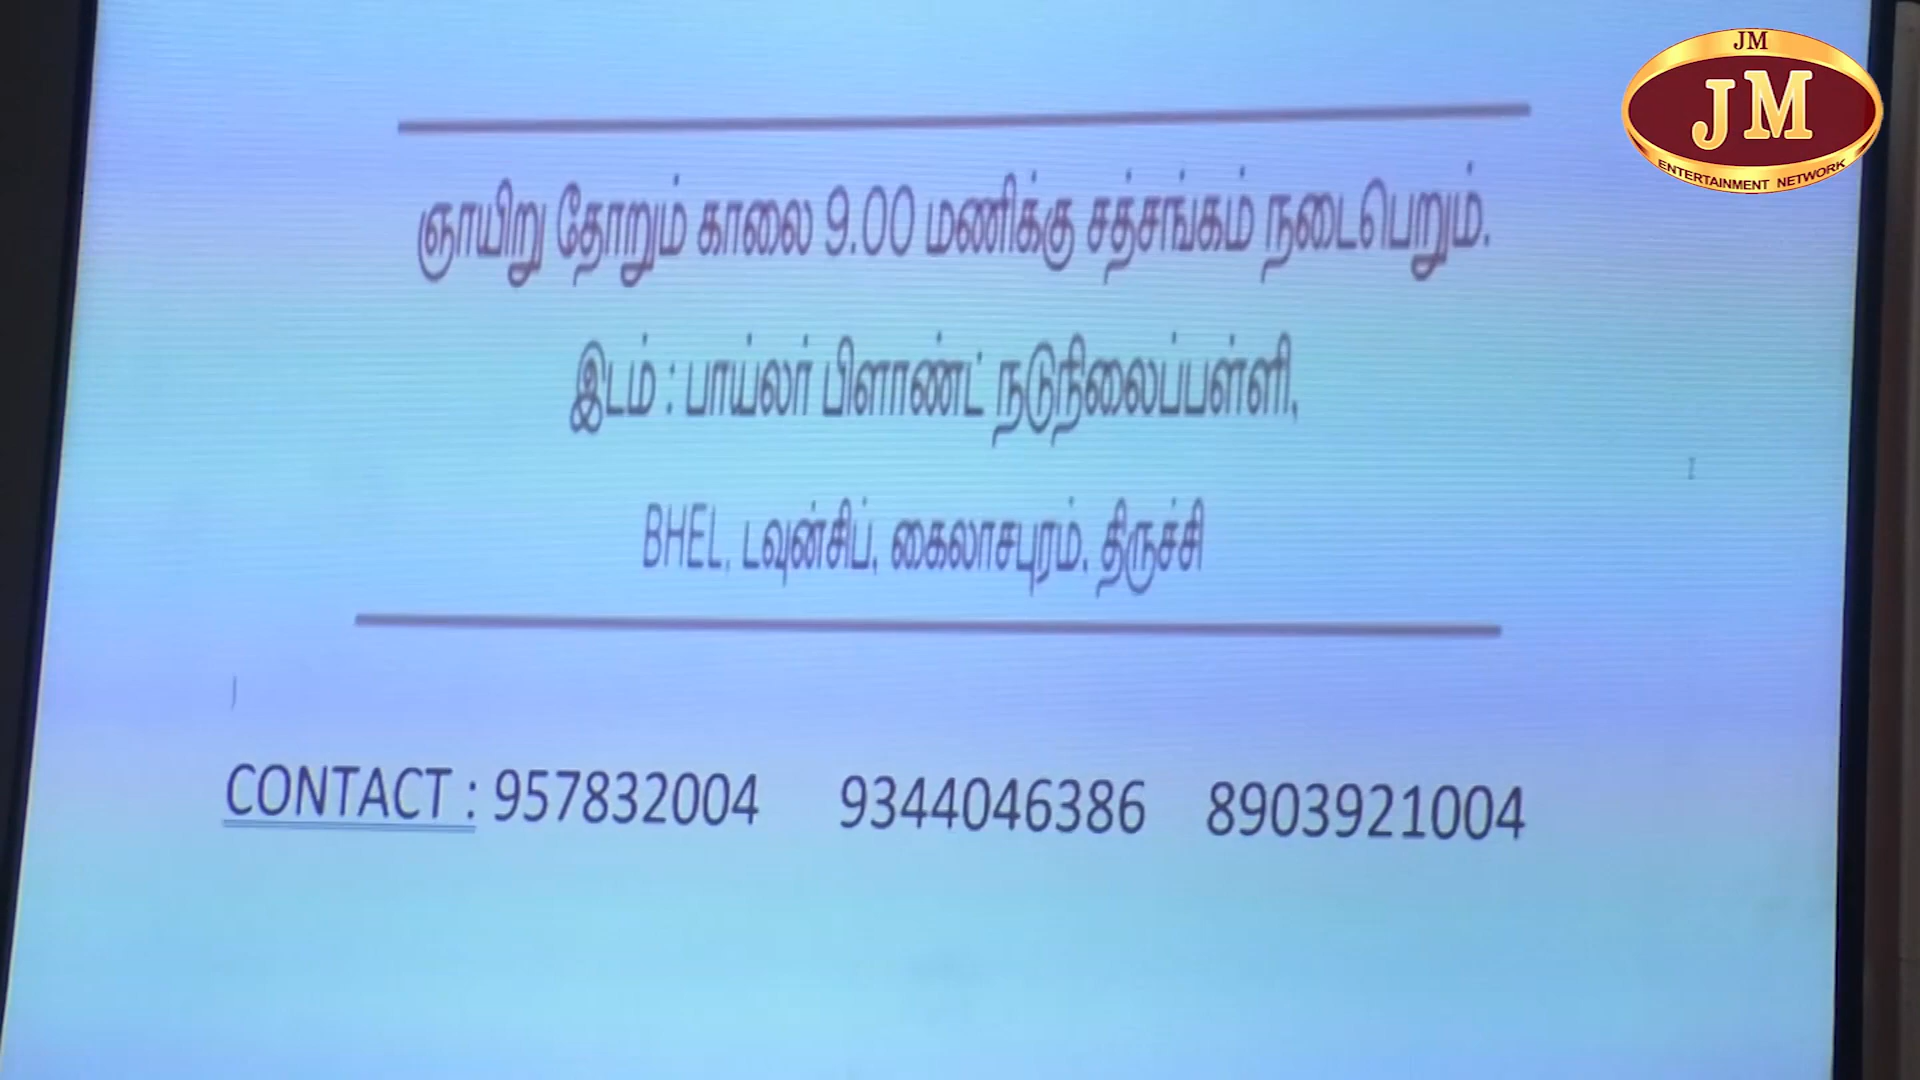 JM
JM
ENTERTAINMENT NETWORK
ஞாயிறு தோறும் காலை 9.00 மணிக்கு சத்சங்கம் நடைபெறும்.
இடம் : பாய்லர் பிளாண்ட் நடுநிலைப்பள்ளி,
BHEL, டவுன்சிப், கைலாசபுரம், திருச்சி
CONTACT : 957832004 9344046386 8903921004